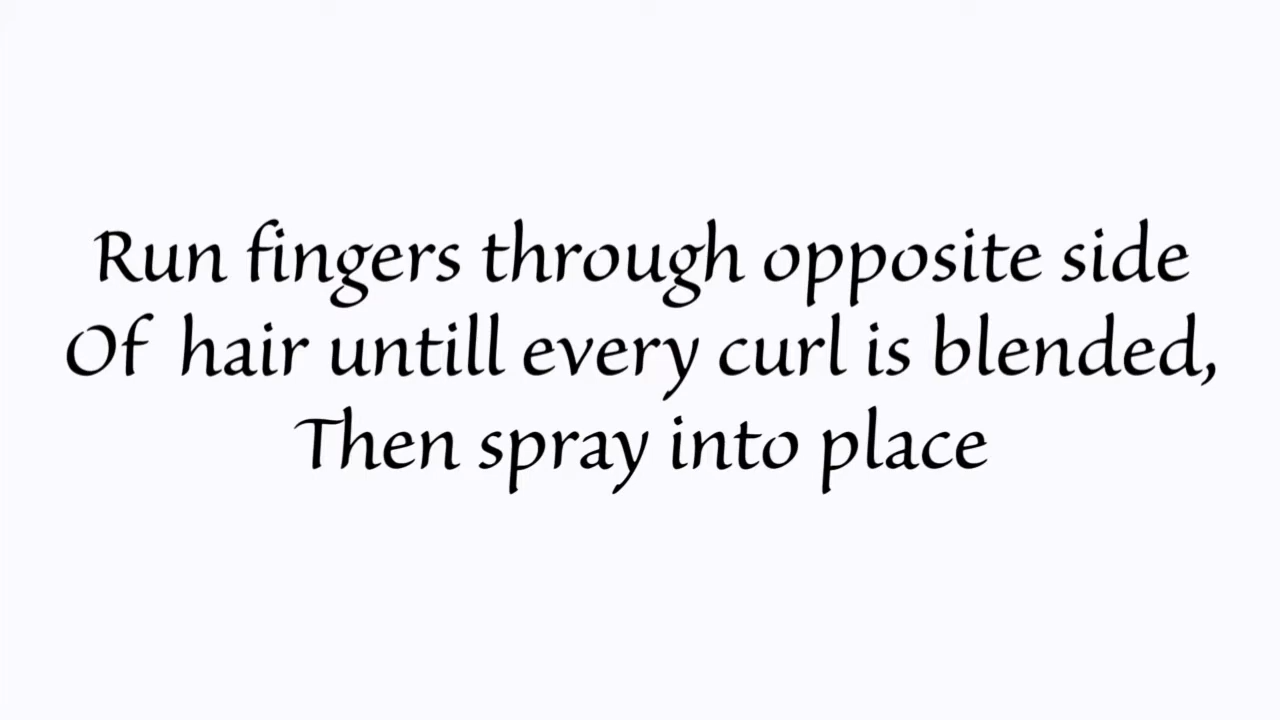 Run fingers through opposite side
Of hair untill every curl is blended,
Then spray into place